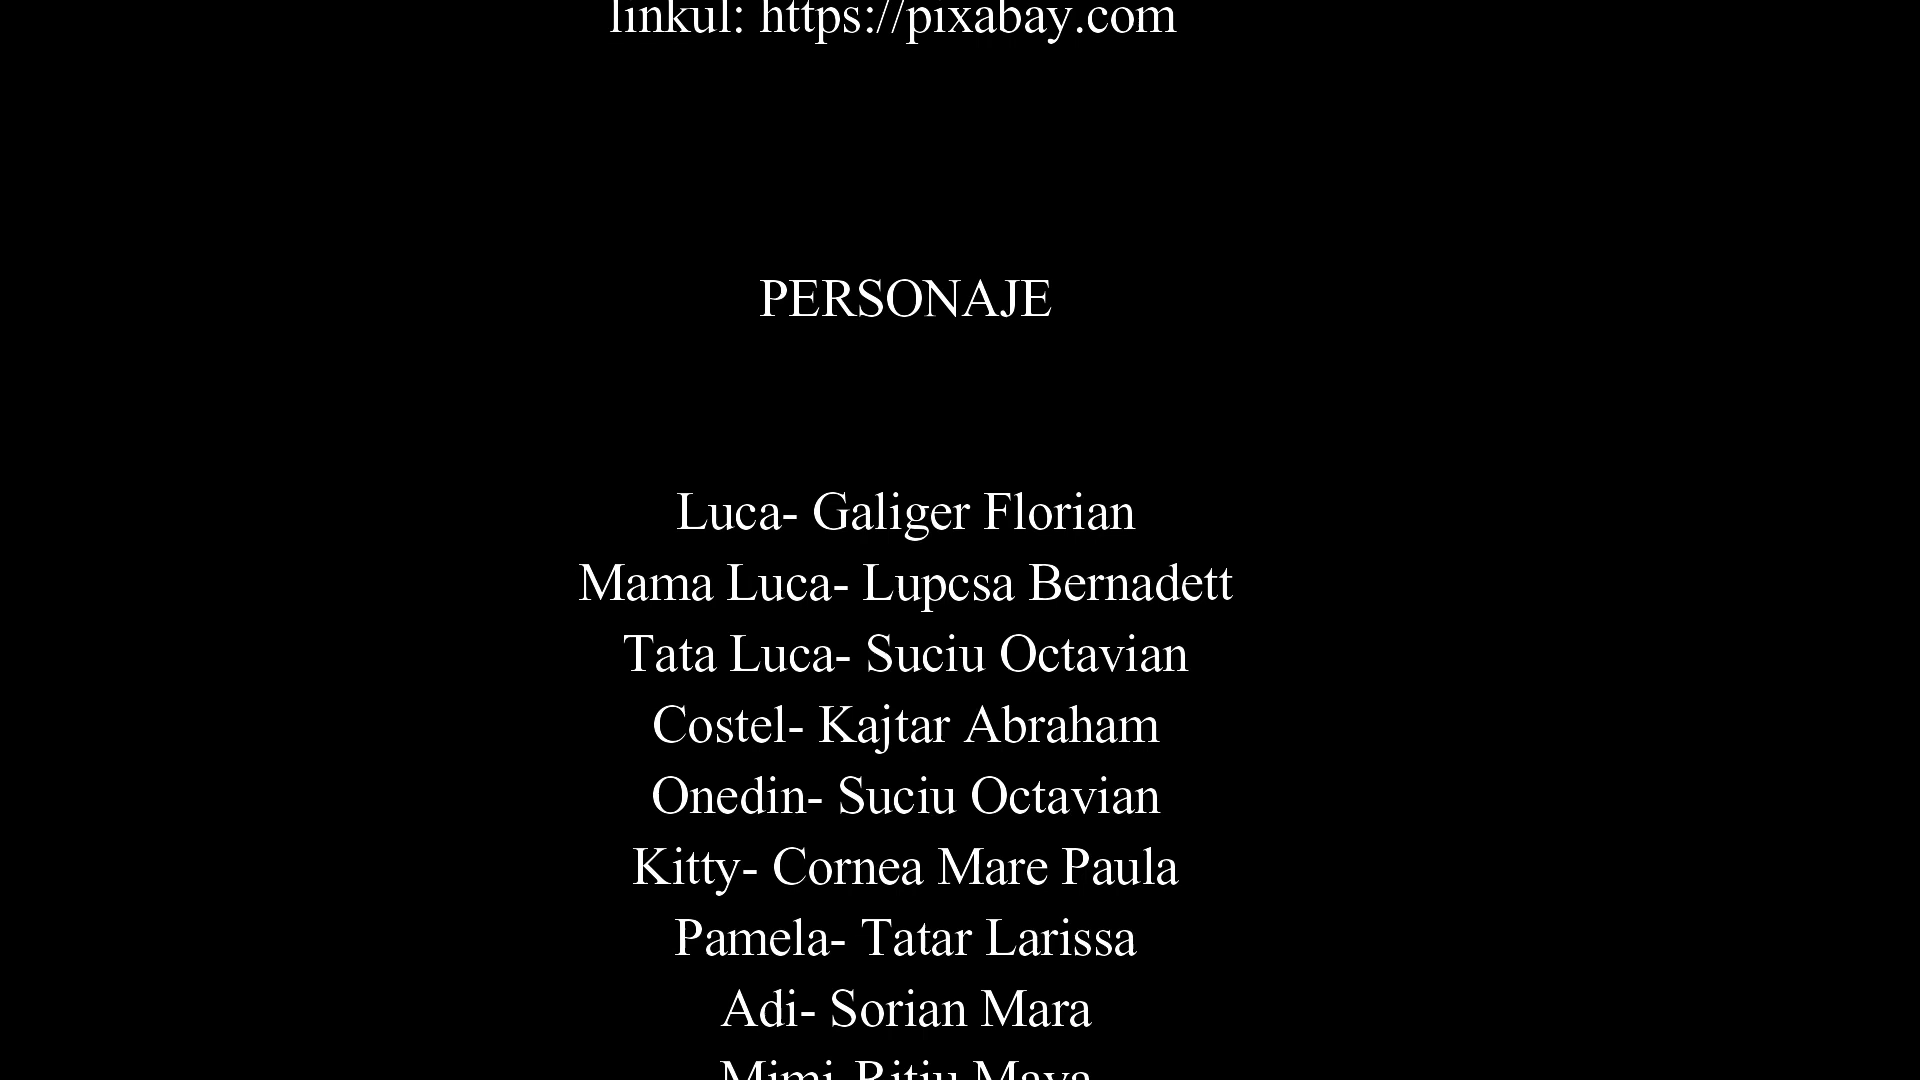 linkul: https://pixabay.com
PERSONAJE
Luca- Galiger Florian
Mama Luca- Lupcsa Bernadett
Tata Luca- Suciu Octavian
Costel- Kajtar Abraham
Onedin- Suciu Octavian
Kitty- Cornea Mare Paula
Pamela- Tatar Larissa
Adi- Sorian Mara
Mimi-